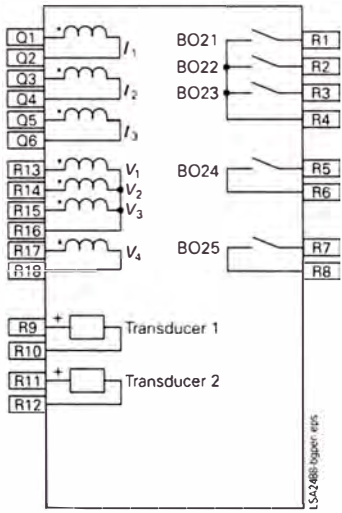 Q1
Q2
I1
Q3
Q4
I2
Q5
Q6
I3
R13
V1
R14
V2
R15
V3
R16
R17
V4
R18
R9
+
Transducer 1
R10
R11
+
Transducer 2
R12
BO21
R1
BO22
R2
BO23
R3
R4
BO24
R5
R6
BO25
R7
R8
LSA2488-bgpen.eps